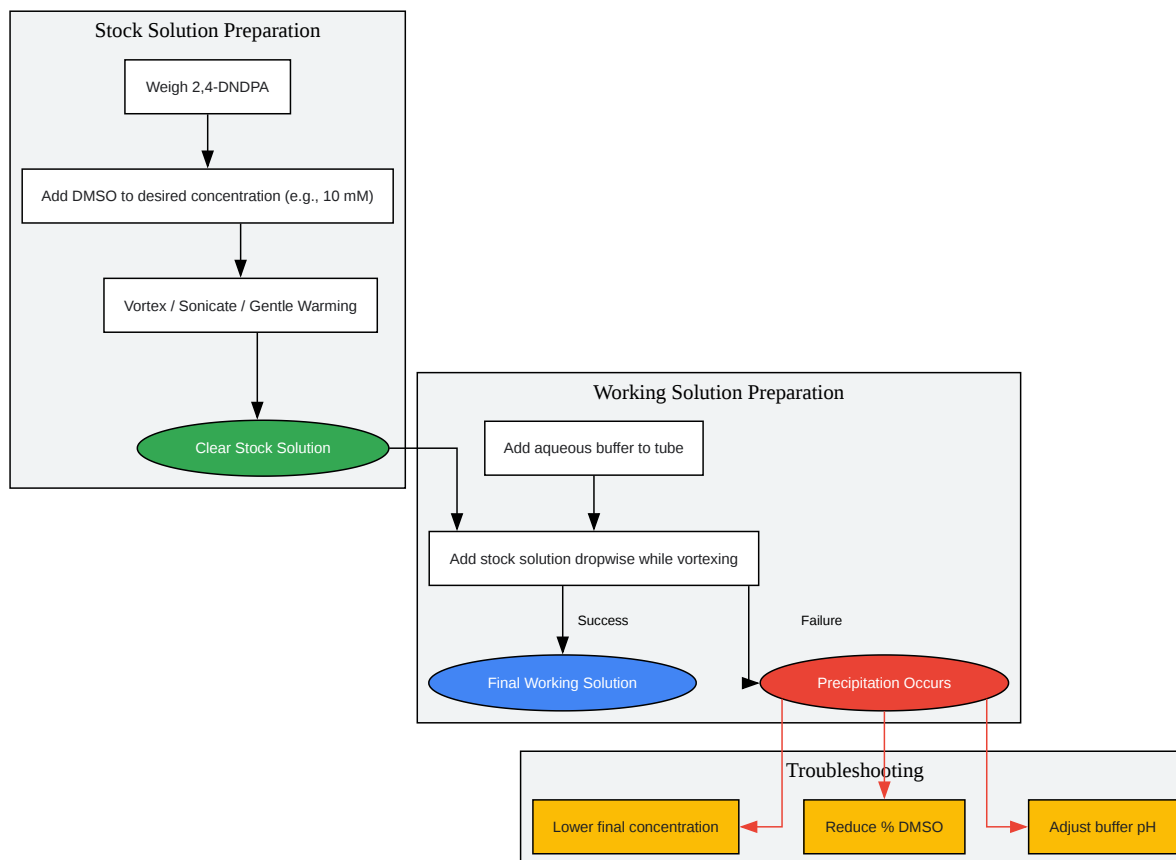 Stock Solution Preparation
Weigh 2,4-DNDPA
Add DMSO to desired concentration (e.g., 10 mM)
Vortex / Sonicate / Gentle Warming
Clear Stock Solution
Working Solution Preparation
Add aqueous buffer to tube
Add stock solution dropwise while vortexing
Success
Failure
Final Working Solution
Precipitation Occurs
Troubleshooting
Lower final concentration
Reduce % DMSO
Adjust buffer pH